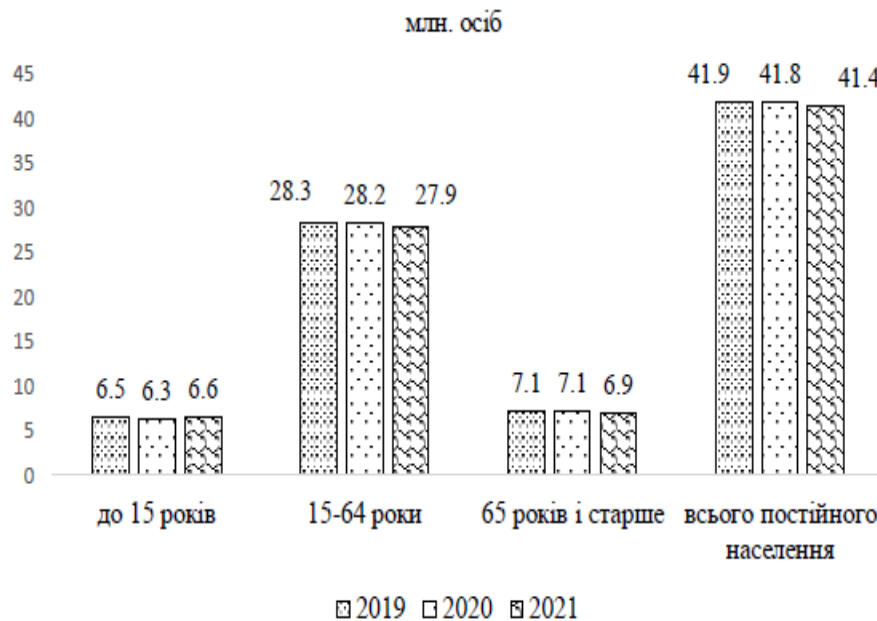 млн. осіб
45
40
35
30
25
20
15
10
5
0
6.5 6.3 6.6
28.3 28.2 27.9
7.1 7.1 6.9
41.9 41.8 41.4
до 15 років 15-64 роки 65 років і старше всього постійного
населення
2019 2020 2021